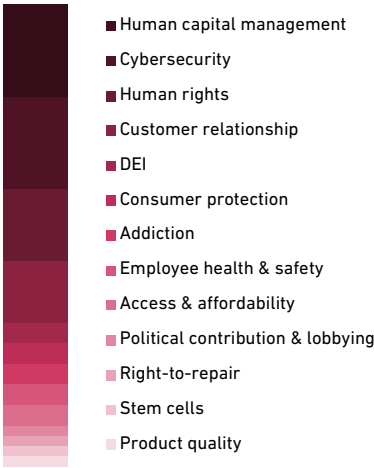 Human capital management
Cybersecurity
Human rights
Customer relationship
DEI
Consumer protection
Addiction
Employee health & safety
Access & affordability
Political contribution & lobbying
Right-to-repair
Stem cells
Product quality